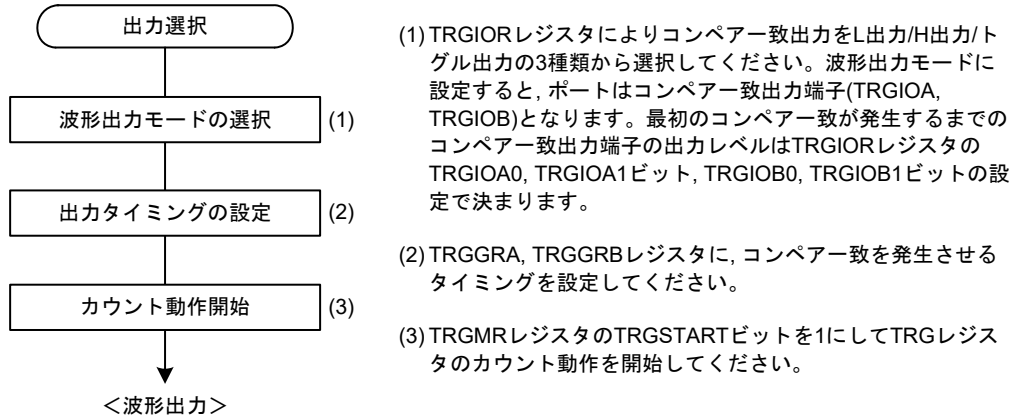 出力選択
波形出力モードの選択
(1)
出力タイミングの設定
(2)
カウント動作開始
(3)
＜波形出力＞
(1) TRGIORレジスタによりコンペアー致出力をL出力/H出力/ト
グル出力の3種類から選択してください。波形出力モードに
設定すると, ポートはコンペアー致出力端子(TRGIOA,
TRGIOB)となります。最初のコンペアー致が発生するまでの
コンペアー致出力端子の出力レベルはTRGIORレジスタの
TRGIOA0, TRGIOA1ビット, TRGIOB0, TRGIOB1ビットの設
定で決まります。
(2) TRGGRA, TRGGRBレジスタに, コンペアー致を発生させる
タイミングを設定してください。
(3) TRGMRレジスタのTRGSTARTビットを1にしてTRGレジス
タのカウント動作を開始してください。